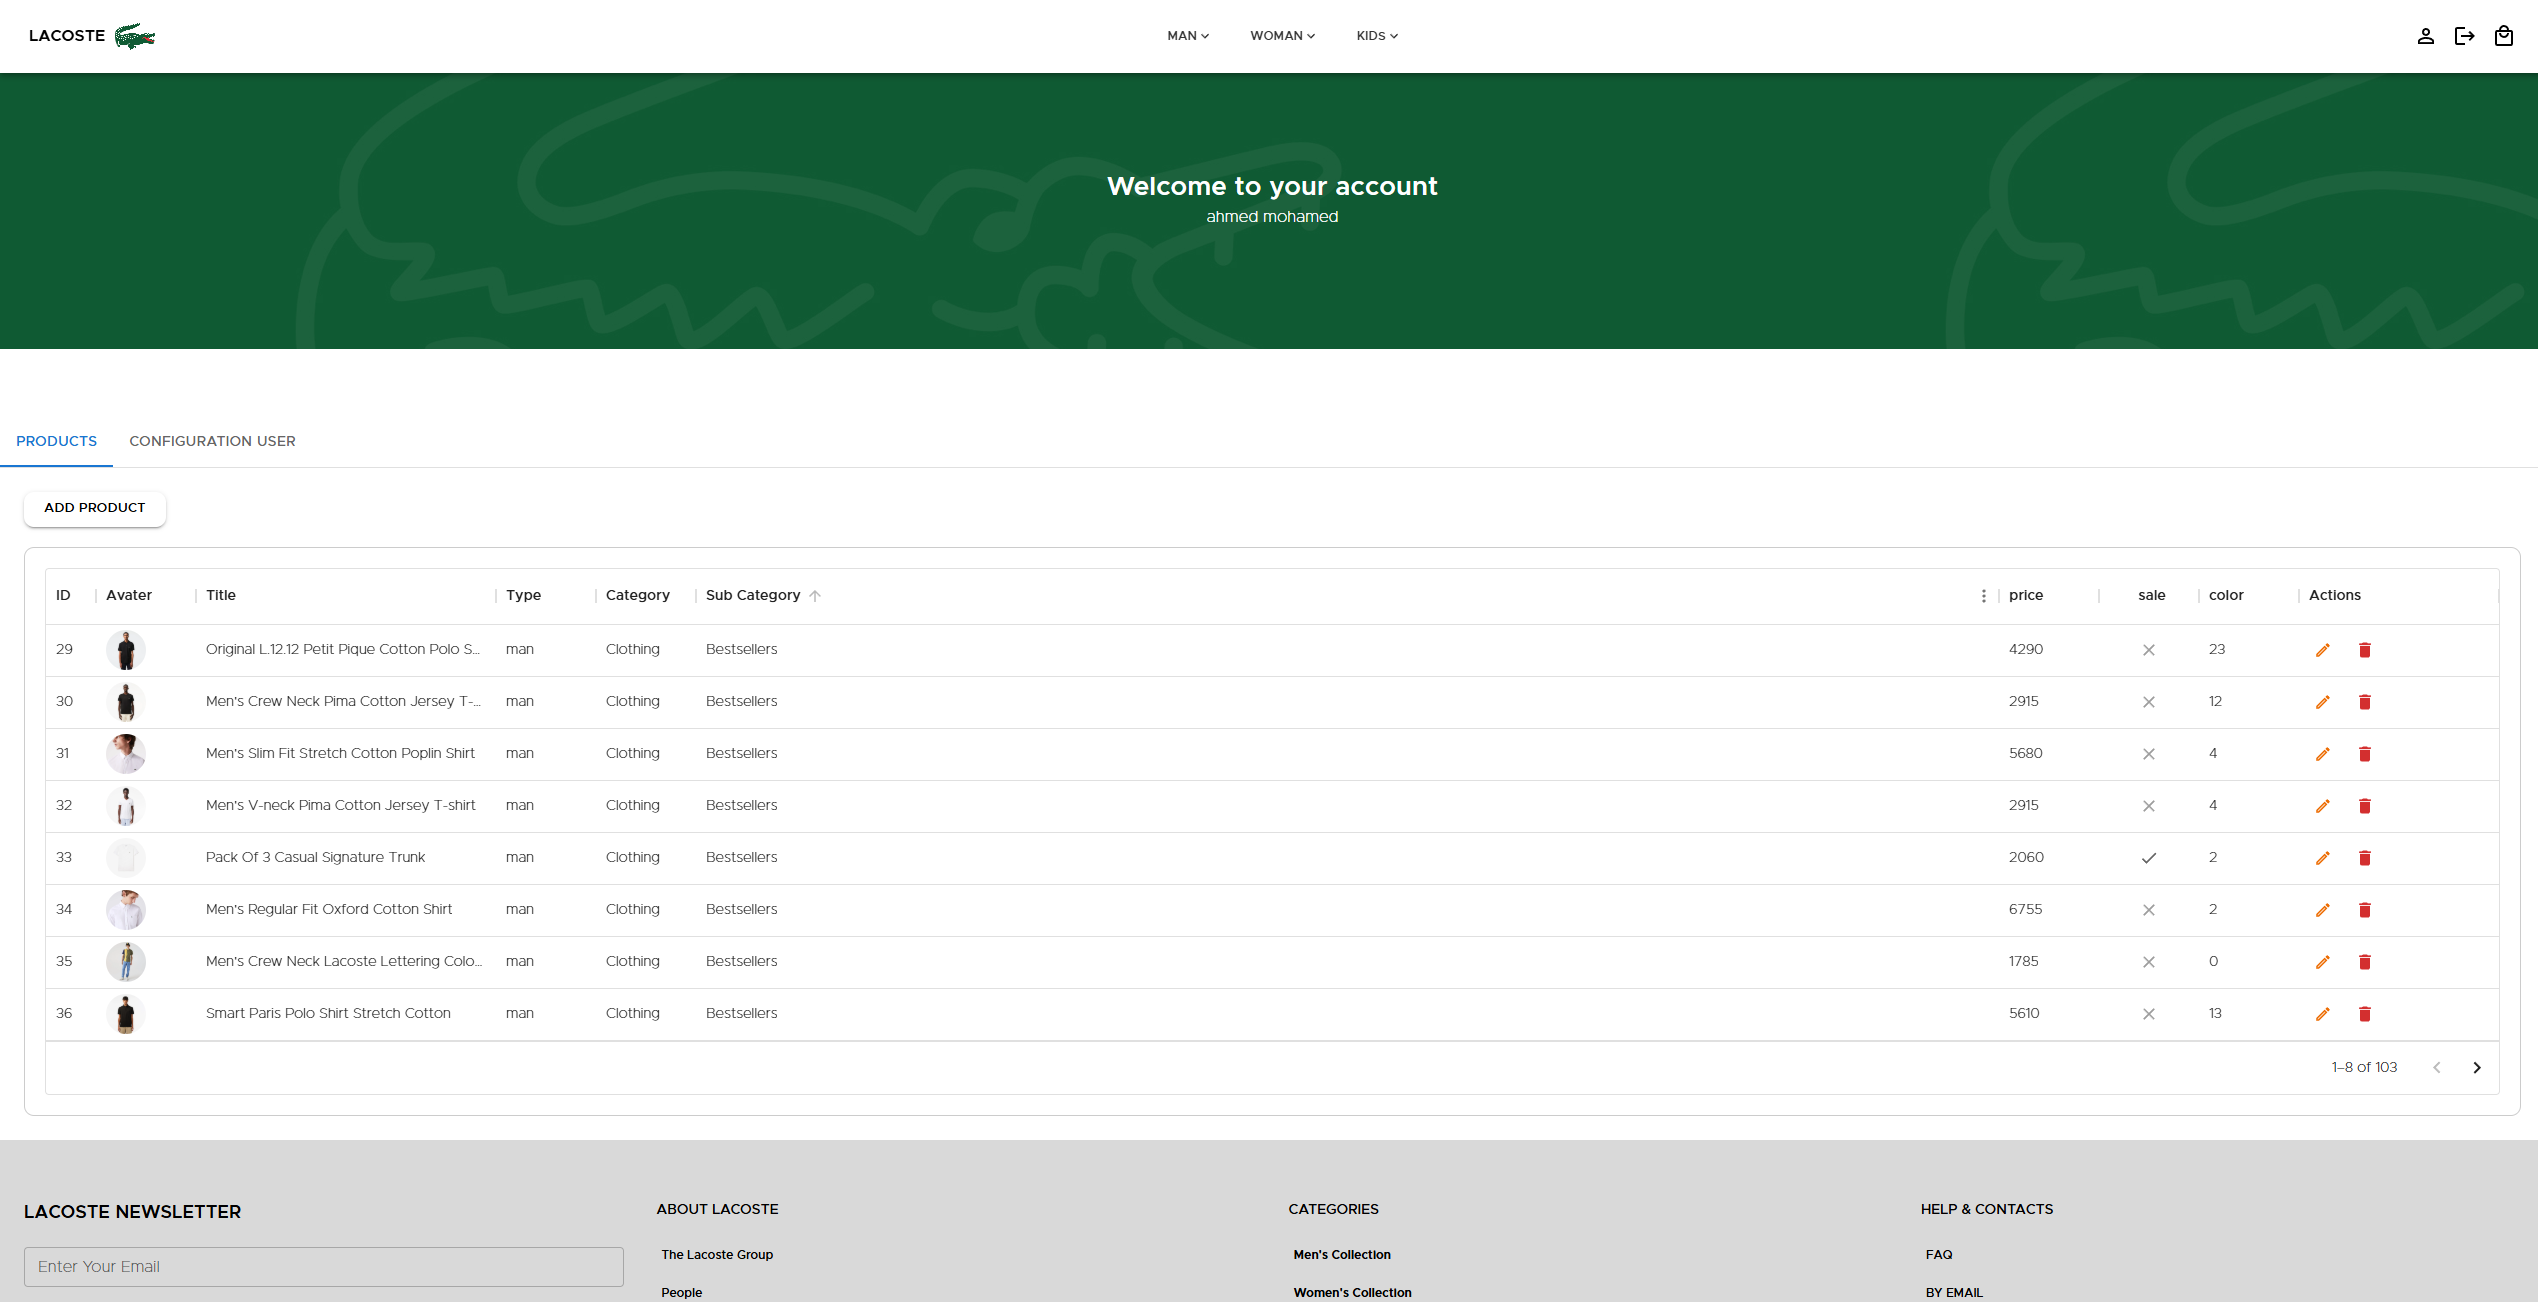 LACOSTE
MAN
WOMAN
KIDS
Welcome to your account
ahmed mohamed
PRODUCTS
CONFIGURATION USER
ADD PRODUCT
ID Avater Title Type Category Sub Category price sale color Actions
29 Original L.12.12 Petit Pique Cotton Polo S... man Clothing Bestsellers 4290 23
30 Men's Crew Neck Pima Cotton Jersey T-... man Clothing Bestsellers 2915 12
31 Men's Slim Fit Stretch Cotton Poplin Shirt man Clothing Bestsellers 5680 4
32 Men's V-neck Pima Cotton Jersey T-shirt man Clothing Bestsellers 2915 4
33 Pack Of 3 Casual Signature Trunk man Clothing Bestsellers 2060 2
34 Men's Regular Fit Oxford Cotton Shirt man Clothing Bestsellers 6755 2
35 Men's Crew Neck Lacoste Lettering Colo... man Clothing Bestsellers 1785 0
36 Smart Paris Polo Shirt Stretch Cotton man Clothing Bestsellers 5610 13
1–8 of 103
LACOSTE NEWSLETTER
Enter Your Email
ABOUT LACOSTE
The Lacoste Group
People
CATEGORIES
Men's Collection
Women's Collection
HELP & CONTACTS
FAQ
BY EMAIL